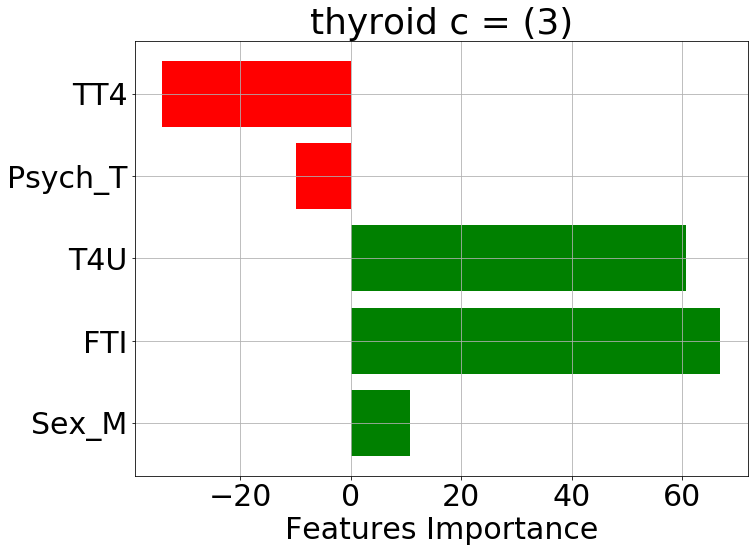 thyroid c = (3)
TT4
Psych_T
T4U
FTI
Sex_M
−20 0 20 40 60
Features Importance